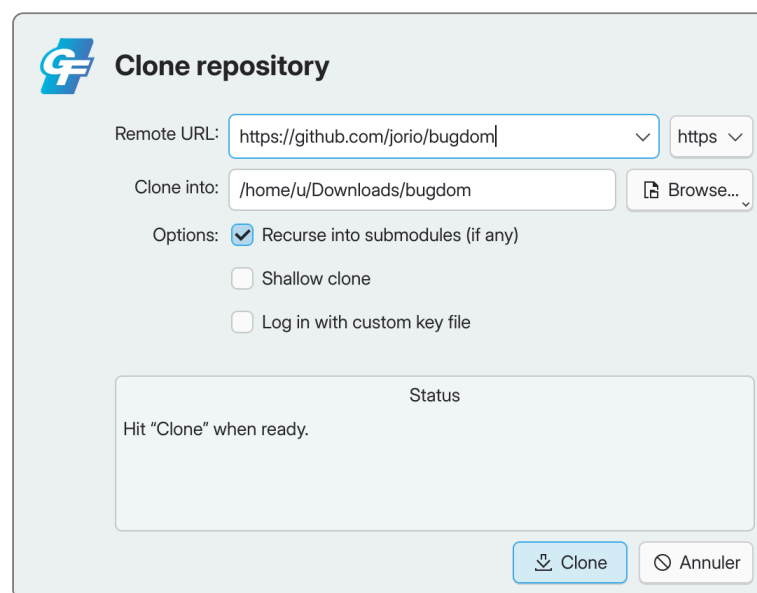 GF
Clone repository
Remote URL: https://github.com/jorio/bugdom https
Clone into: /home/u/Downloads/bugdom Browse...
Options: Recurse into submodules (if any)
Shallow clone
Log in with custom key file
Status
Hit “Clone” when ready.
Clone Annuler